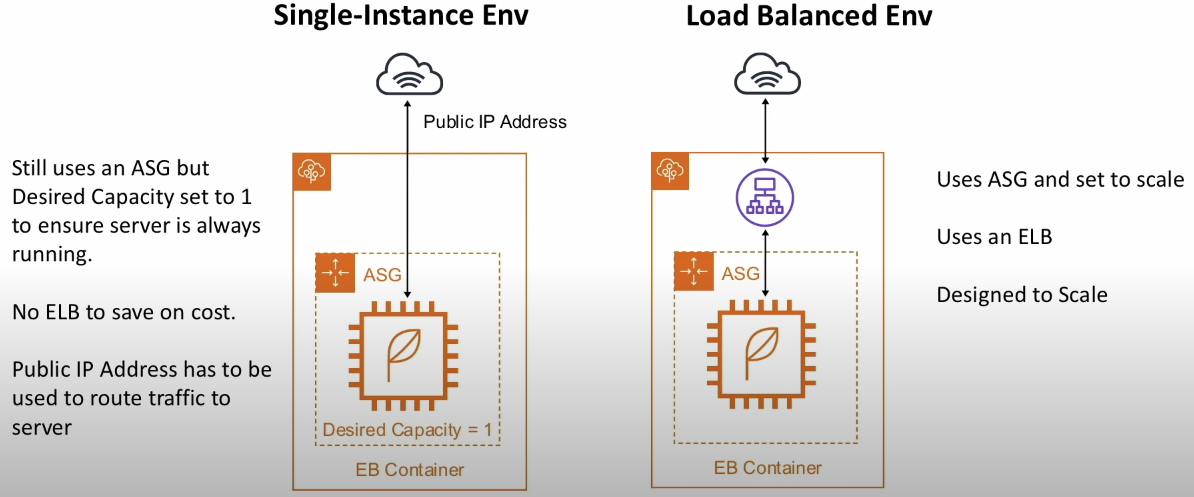 Single-Instance Env
Public IP Address
Still uses an ASG but
Desired Capacity set to 1
to ensure server is always
running.
No ELB to save on cost.
Public IP Address has to be
used to route traffic to
server
ASG
Desired Capacity = 1
EB Container
Load Balanced Env
ASG
EB Container
Uses ASG and set to scale
Uses an ELB
Designed to Scale